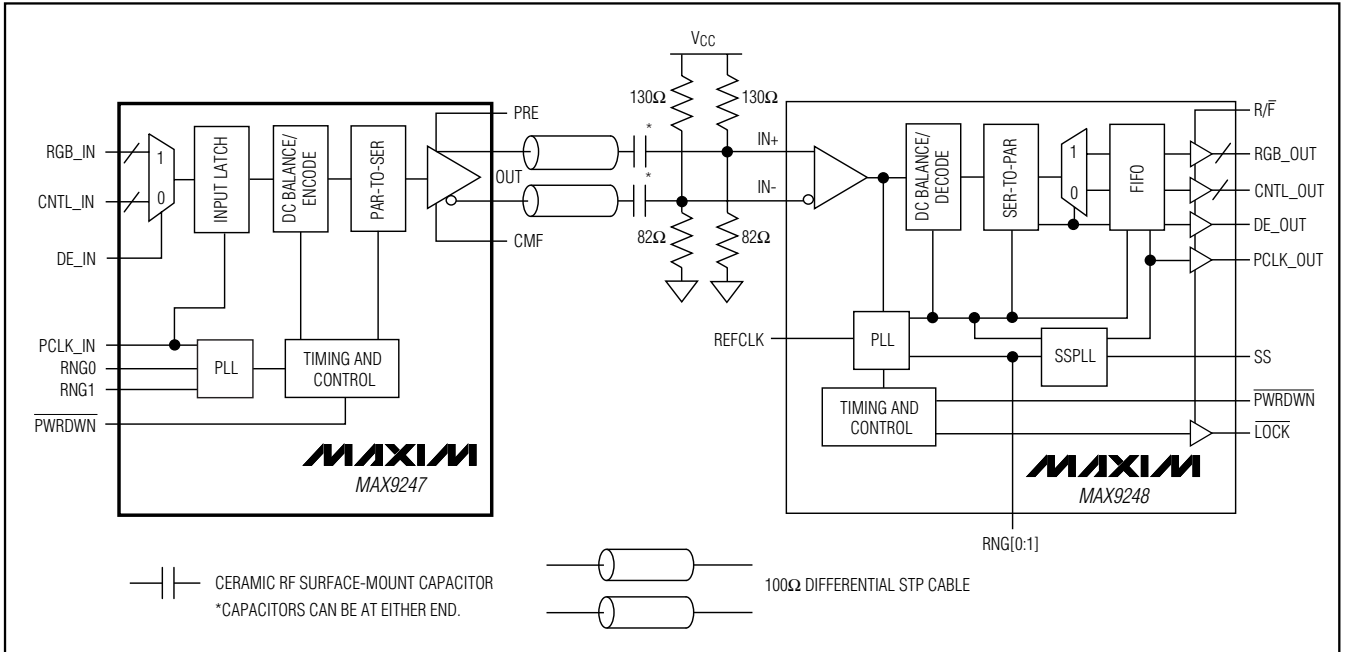 VCC
130Ω
130Ω
*
*
82Ω
82Ω
PRE
OUT
CMF
RGB_IN
CNTL_IN
DE_IN
PCLK_IN
RNG0
RNG1
PWRDWN
1
0
INPUT LATCH
DC BALANCE/
ENCODE
PAR-TO-SER
PLL
TIMING AND
CONTROL
MAXIM
MAX9247
IN+
IN-
DC BALANCE/
DECODE
SER-TO-PAR
1
0
FIFO
R/F
RGB_OUT
CNTL_OUT
DE_OUT
PCLK_OUT
REFCLK
PLL
SSPLL
SS
TIMING AND
CONTROL
PWRDWN
LOCK
MAXIM
MAX9248
RNG[0:1]
CERAMIC RF SURFACE-MOUNT CAPACITOR
*CAPACITORS CAN BE AT EITHER END.
100Ω DIFFERENTIAL STP CABLE